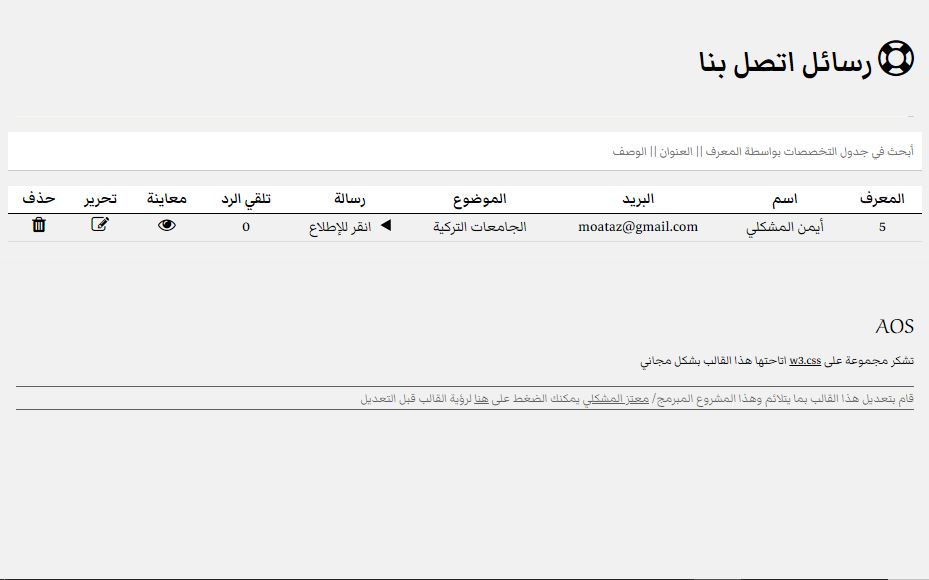 رسائل اتصل بنا
أبحث في جدول التخصصات بواسطة المعرف || العنوان || الوصف
المعرف اسم البريد الموضوع رسالة تلقي الرد معاينة تحرير حذف
5 أيمن المشكلي moataz@gmail.com الجامعات التركية ◀ انقر للإطلاع 0
AOS
تشكر مجموعة على w3.css اتاحتها هذا القالب بشكل مجاني
قام بتعديل هذا القالب بما يتلائم وهذا المشروع المبرمج/ معتز المشكلي يمكنك الضغط على هنا لرؤية القالب قبل التعديل